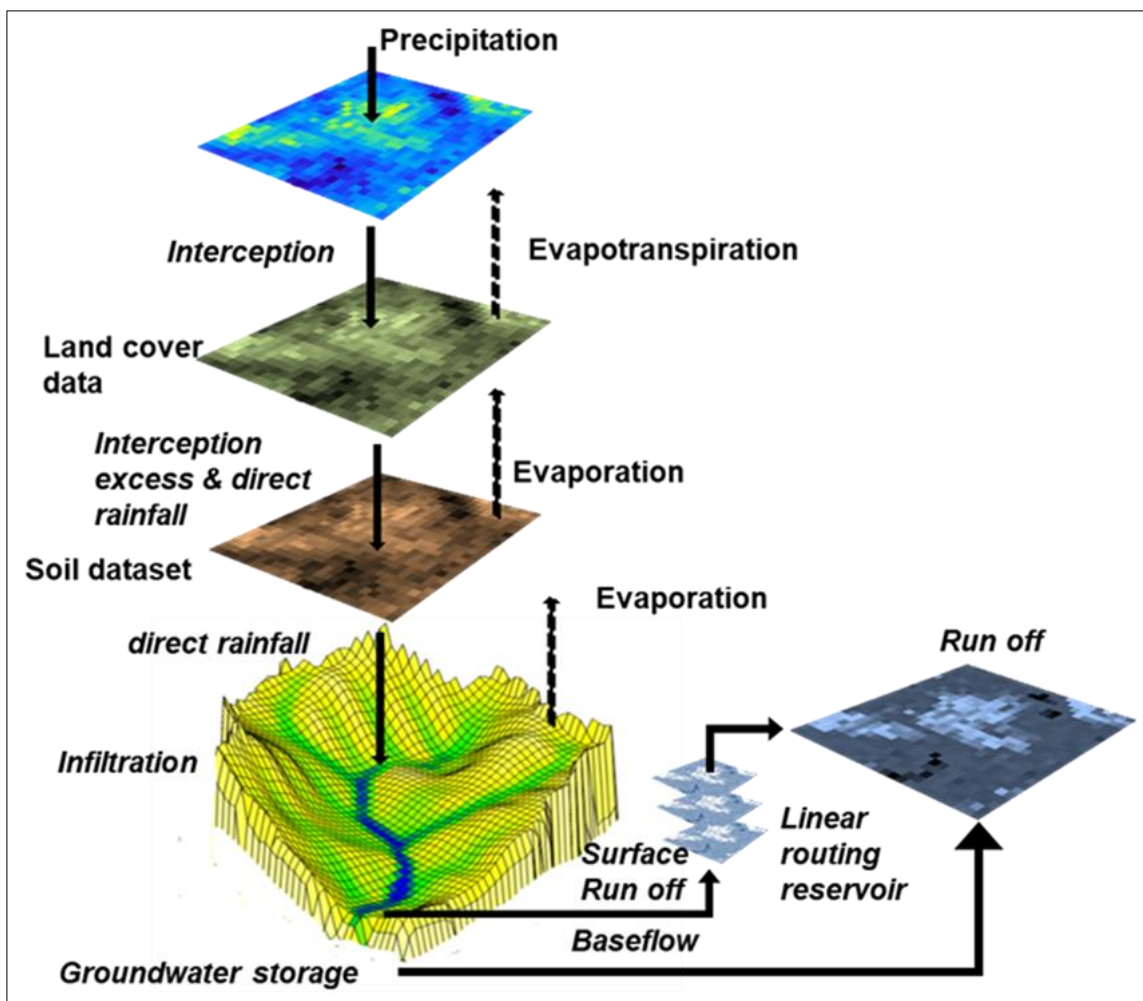 Precipitation
Interception
Evapotranspiration
Land cover
data
Interception
excess & direct
rainfall
Evaporation
Soil dataset
Evaporation
direct rainfall
Run off
Infiltration
Surface
Run off
Linear
routing
reservoir
Baseflow
Groundwater storage